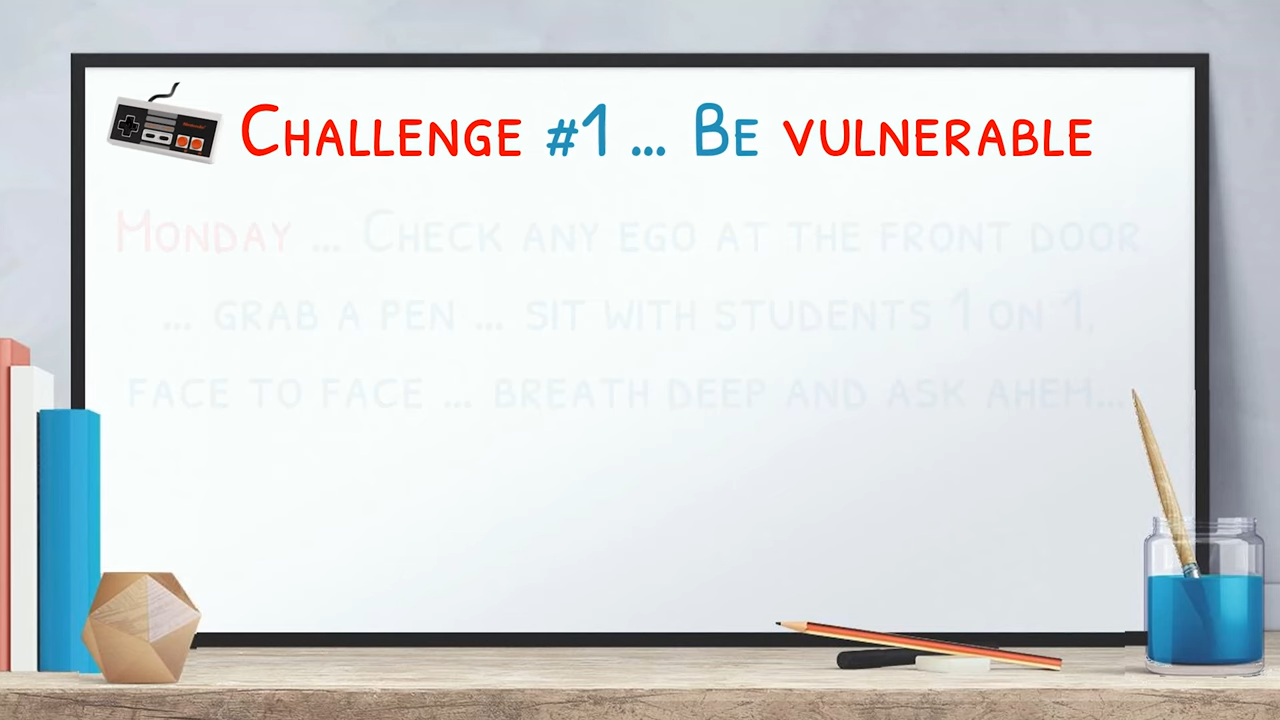 Challenge #1 ... Be vulnerable
Monday ... Check any ego at the front door
... grab a pen ... sit with students 1 on 1,
face to face ... breath deep and ask ahem...